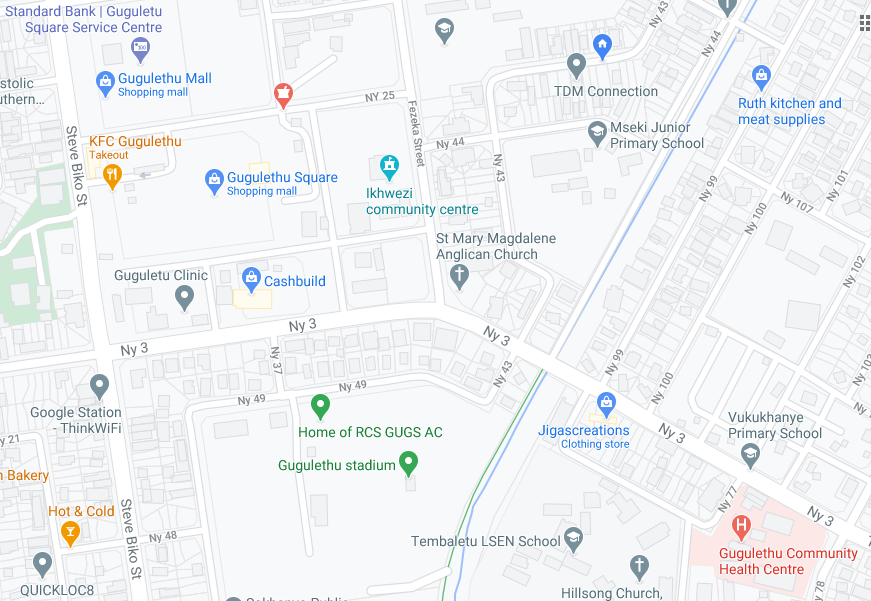 Standard Bank | Guguletu
Square Service Centre
Ny 43
Ny 44
Gugulethu Mall
Shopping mall
TDM Connection
Ruth kitchen and
meat supplies
NY 25
Fezeka Street
Mseki Junior
Primary School
Steve Biko St
KFC Gugulethu
Takeout
Ny 44
Ny 43
Ny 99
Ny 101
Gugulethu Square
Shopping mall
Ikhwezi
community centre
Ny 107
Ny 100
St Mary Magdalene
Anglican Church
Guguletu Clinic
Cashbuild
Ny 102
Ny 3
Ny 3
Ny 3
Ny 37
Ny 99
Ny 43
Ny 49
Ny 49
Ny 100
Ny 103
Google Station
- ThinkWiFi
Home of RCS GUGS AC
Jigascreations
Clothing store
Vukukhanye
Primary School
Ny 3
y 21
Bakery
Gugulethu stadium
Ny 77
Steve Biko St
Hot & Cold
Ny 48
Tembaletu LSEN School
Ny 3
Gugulethu Community
Health Centre
QUICKLOC8
Hillsong Church,
Ny 78